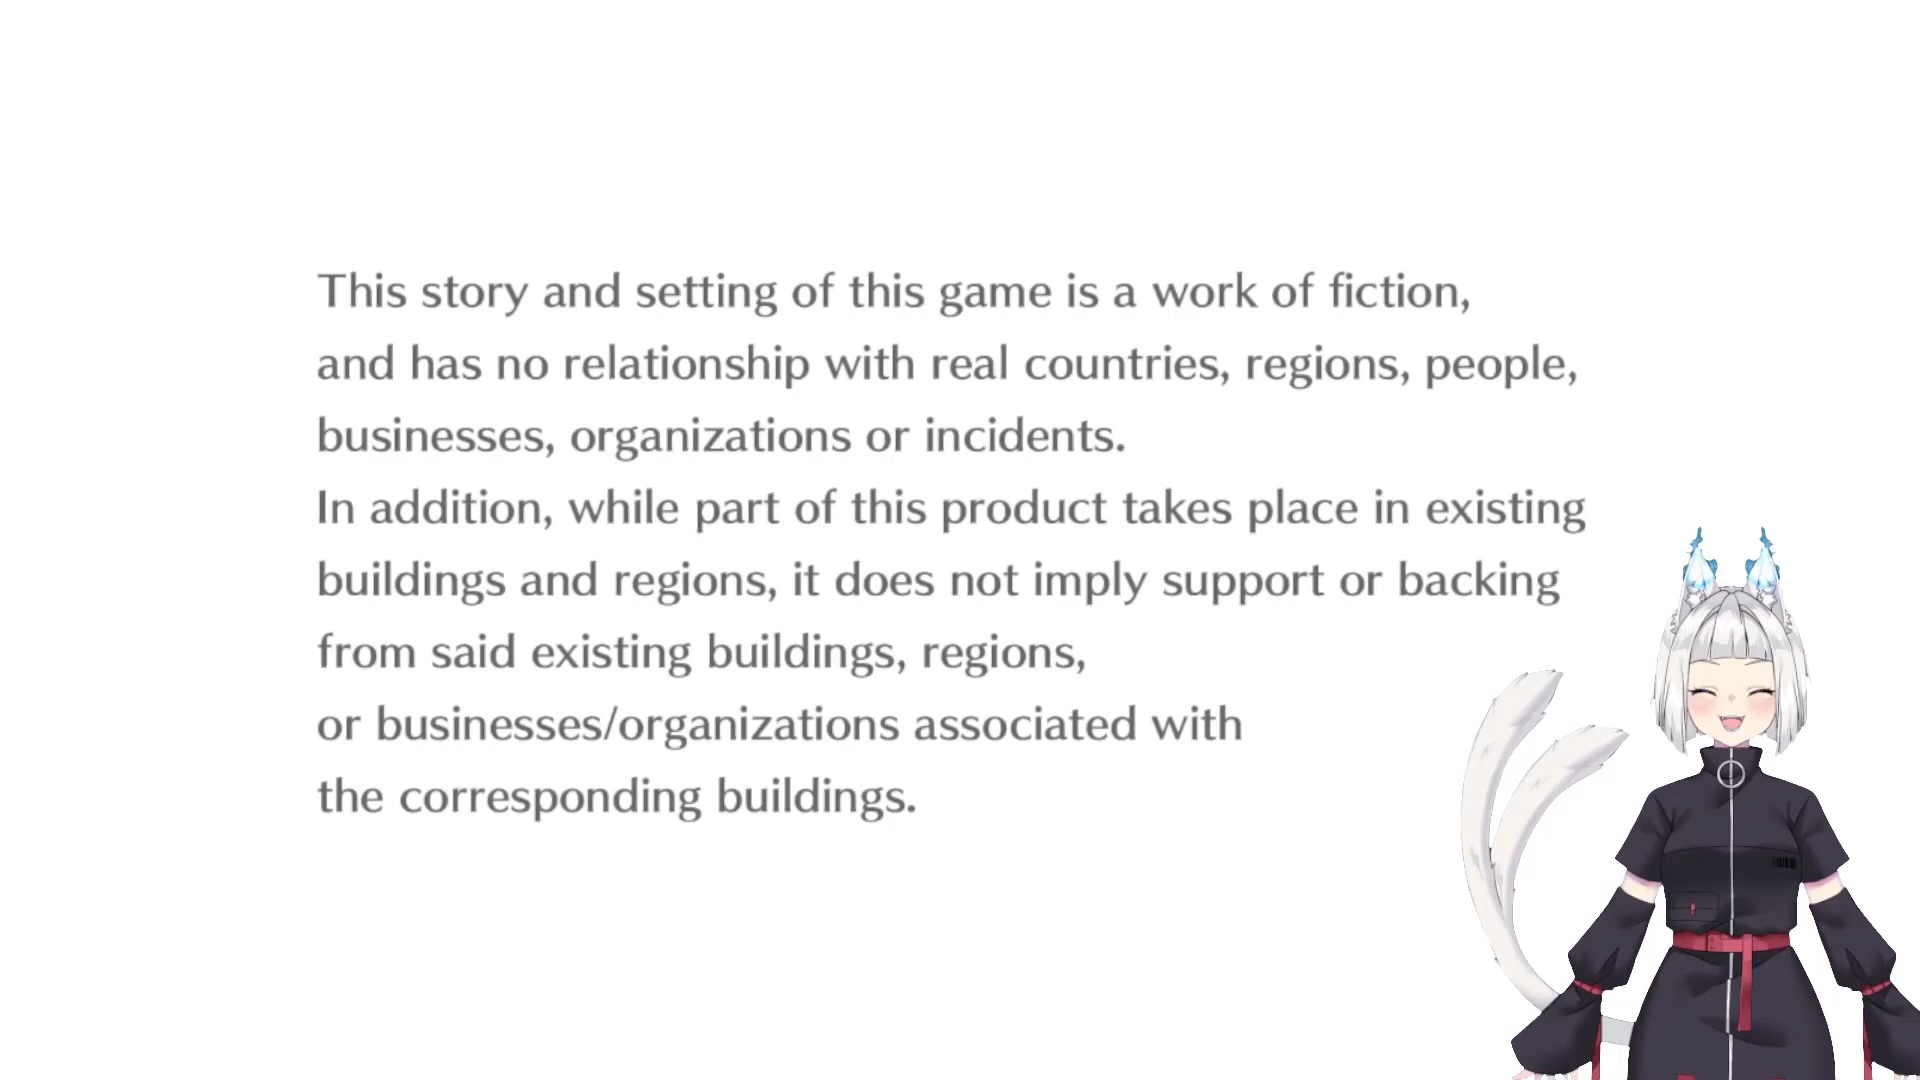 This story and setting of this game is a work of fiction,
and has no relationship with real countries, regions, people,
businesses, organizations or incidents.
In addition, while part of this product takes place in existing
buildings and regions, it does not imply support or backing
from said existing buildings, regions,
or businesses/organizations associated with
the corresponding buildings.